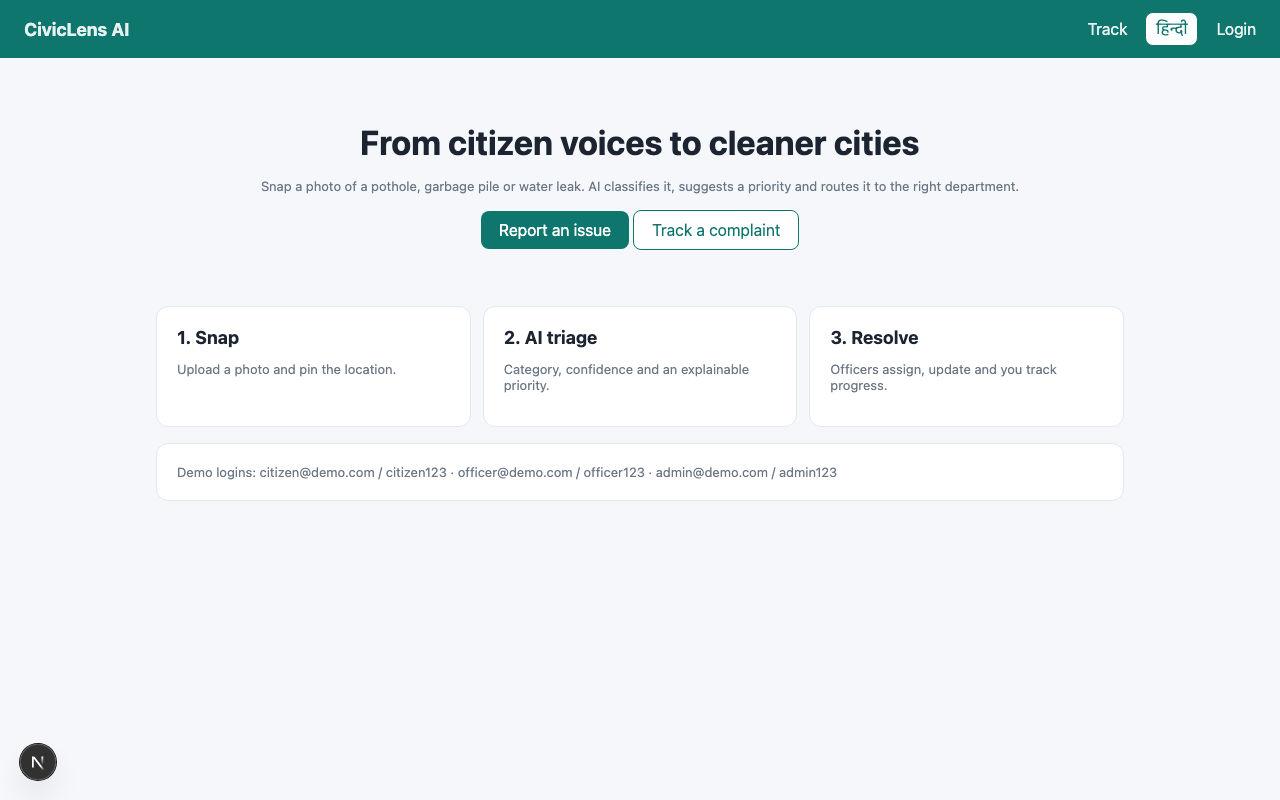 CivicLens AI
Track
हिन्दी
Login
From citizen voices to cleaner cities
Snap a photo of a pothole, garbage pile or water leak. AI classifies it, suggests a priority and routes it to the right department.
Report an issue
Track a complaint
1. Snap
Upload a photo and pin the location.
2. AI triage
Category, confidence and an explainable
priority.
3. Resolve
Officers assign, update and you track
progress.
Demo logins: citizen@demo.com / citizen123 · officer@demo.com / officer123 · admin@demo.com / admin123
N